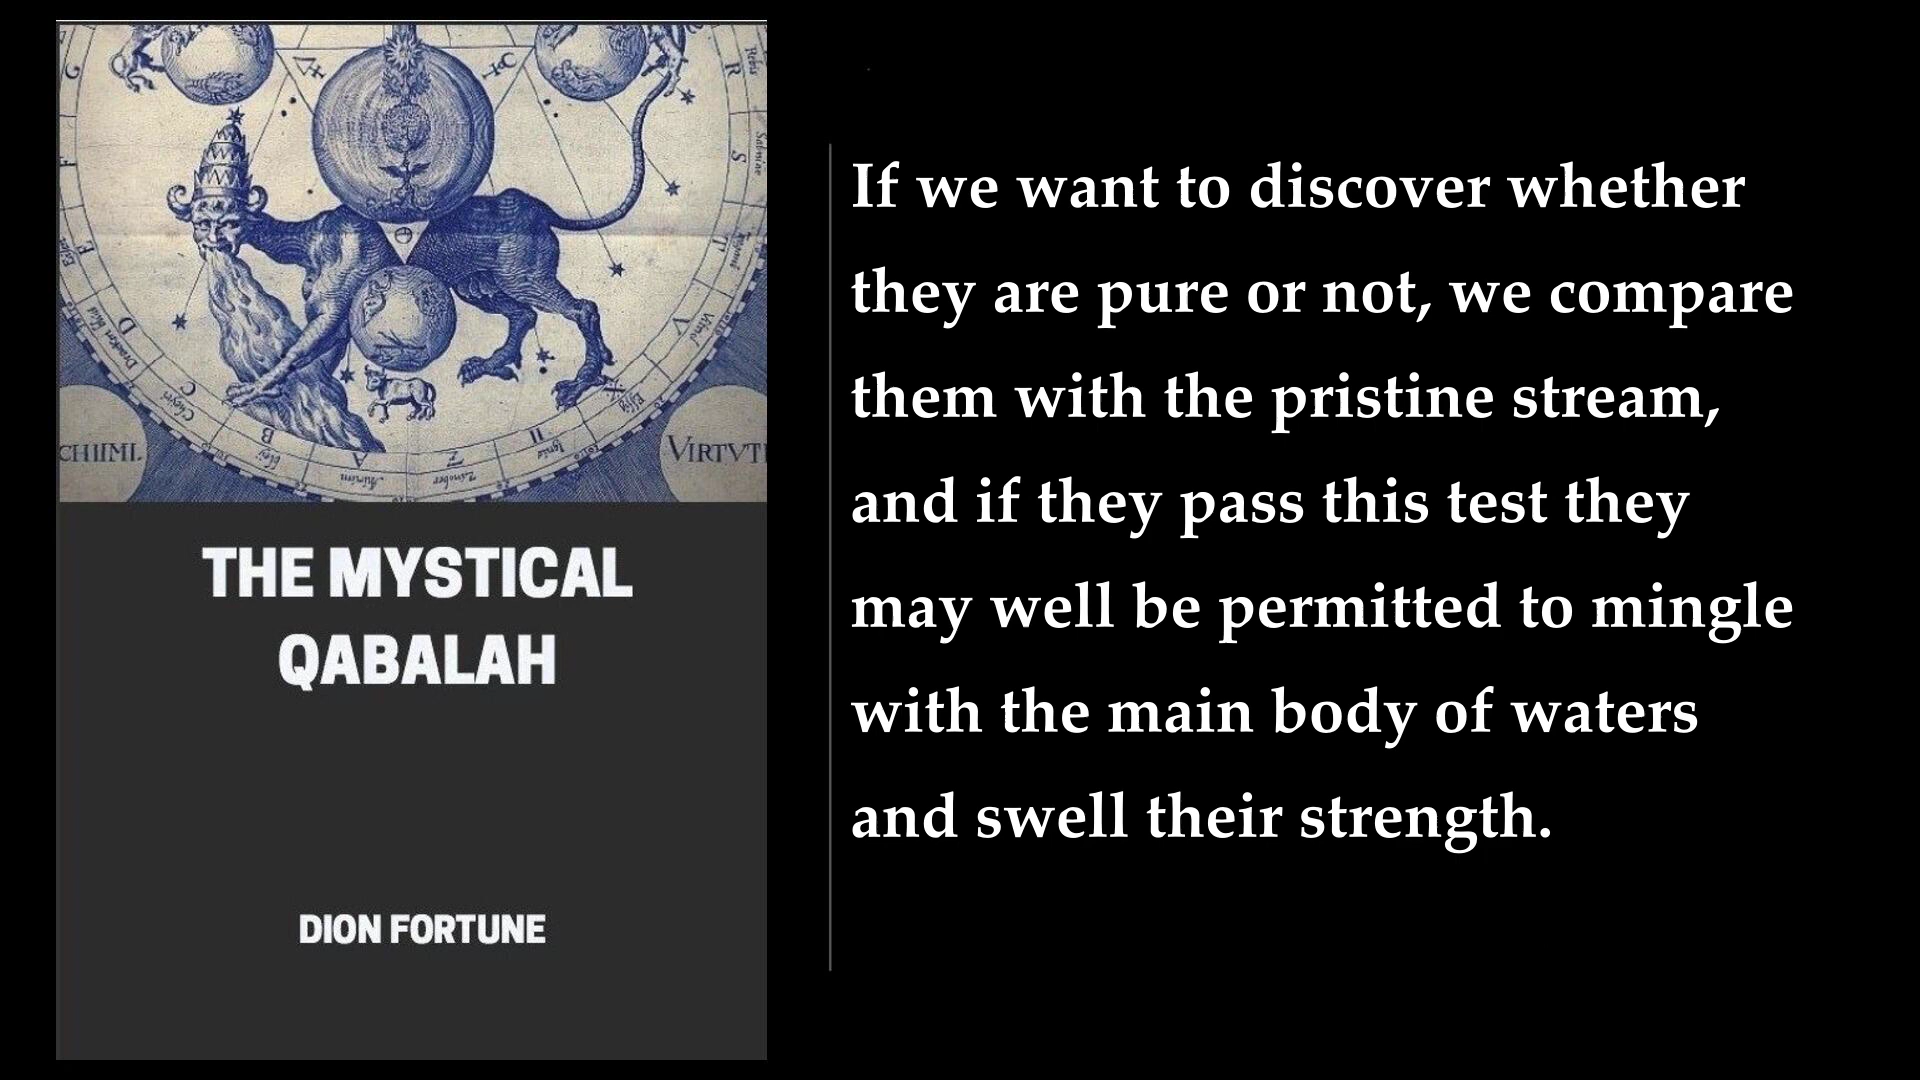 CHIIMI.
VIRTVTI
THE MYSTICAL
QABALAH
DION FORTUNE
If we want to discover whether
they are pure or not, we compare
them with the pristine stream,
and if they pass this test they
may well be permitted to mingle
with the main body of waters
and swell their strength.